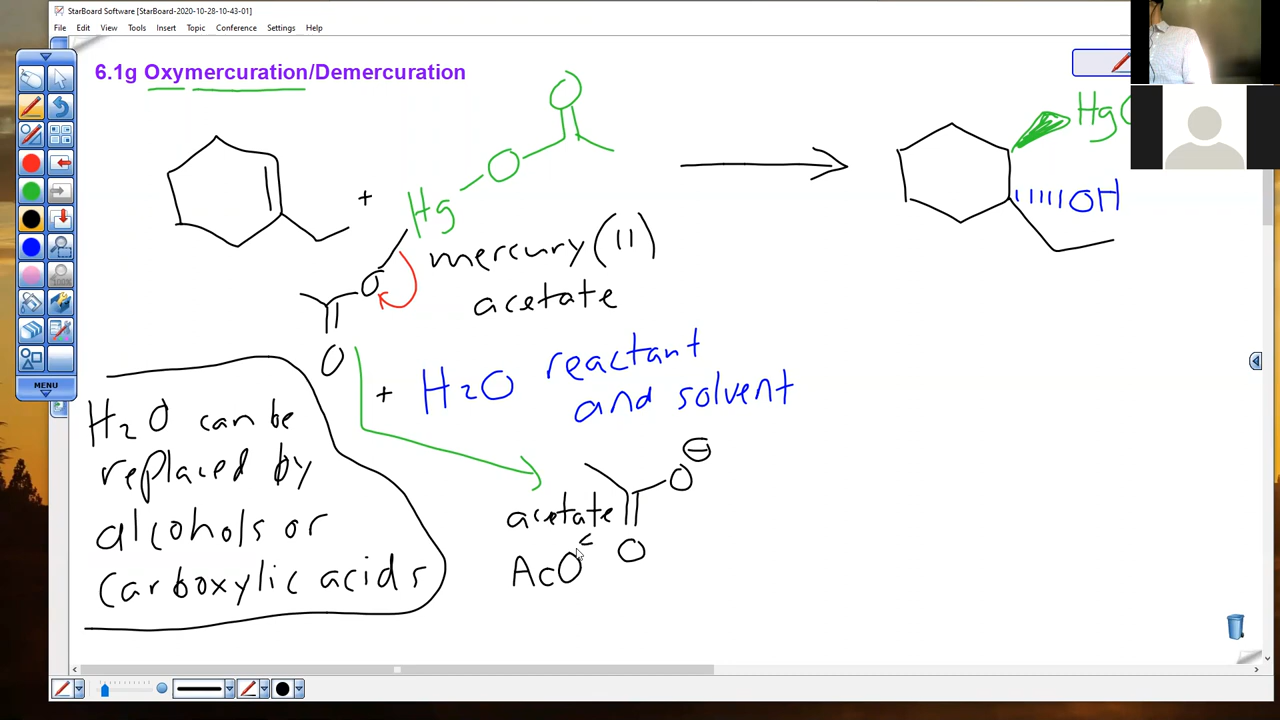 StarBoard Software [StarBoard-2020-10-28-10-43-01]
File Edit View Tools Insert Topic Conference Settings Help
6.1g Oxymercuration/Demercuration
O
O
Hg
+
HgO
OH
mercury (II)
acetate
O
O
+ H2O reactant
and solvent
H2O can be
replaced by
alcohols or
carboxylic acids
O⊖
acetate
O
AcO
MENU